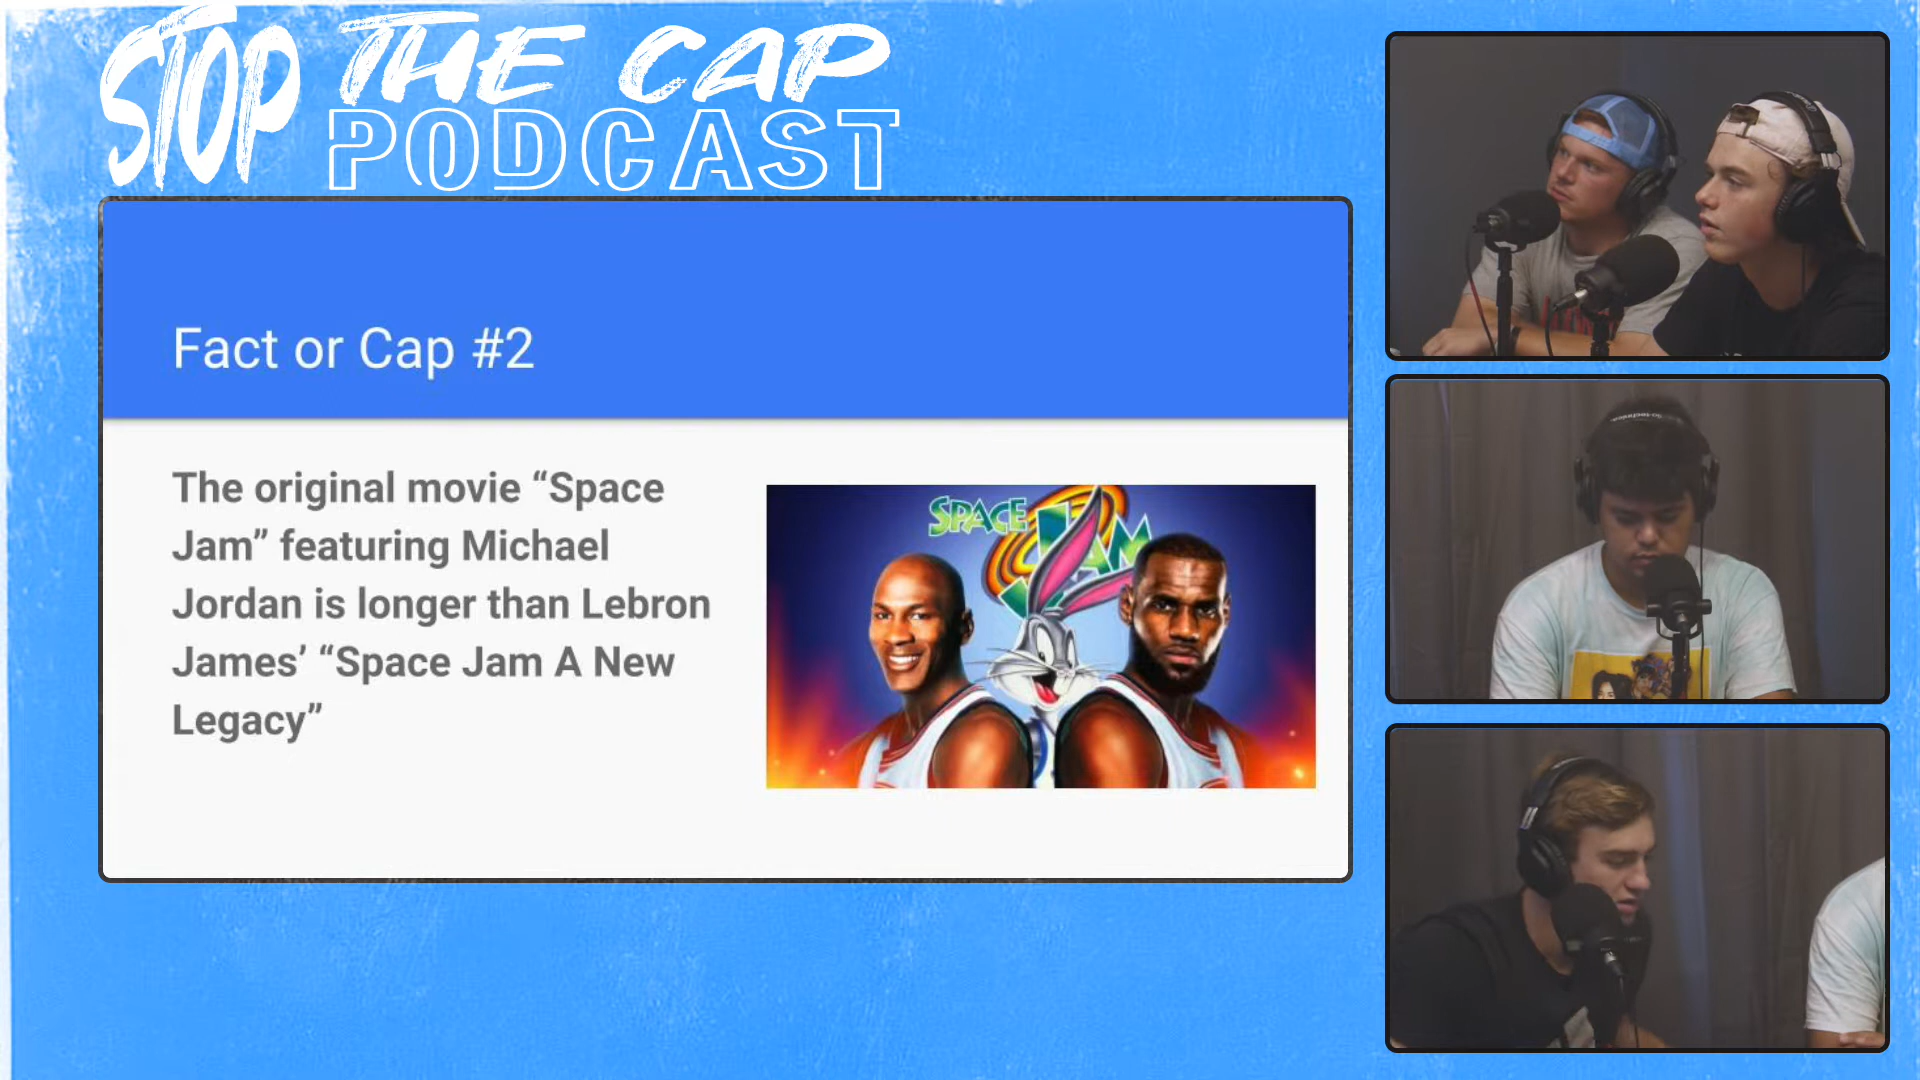 STOP THE CAP
PODCAST
Fact or Cap #2
The original movie “Space
Jam” featuring Michael
Jordan is longer than Lebron
James’ “Space Jam A New
Legacy”
SPACE
JAM